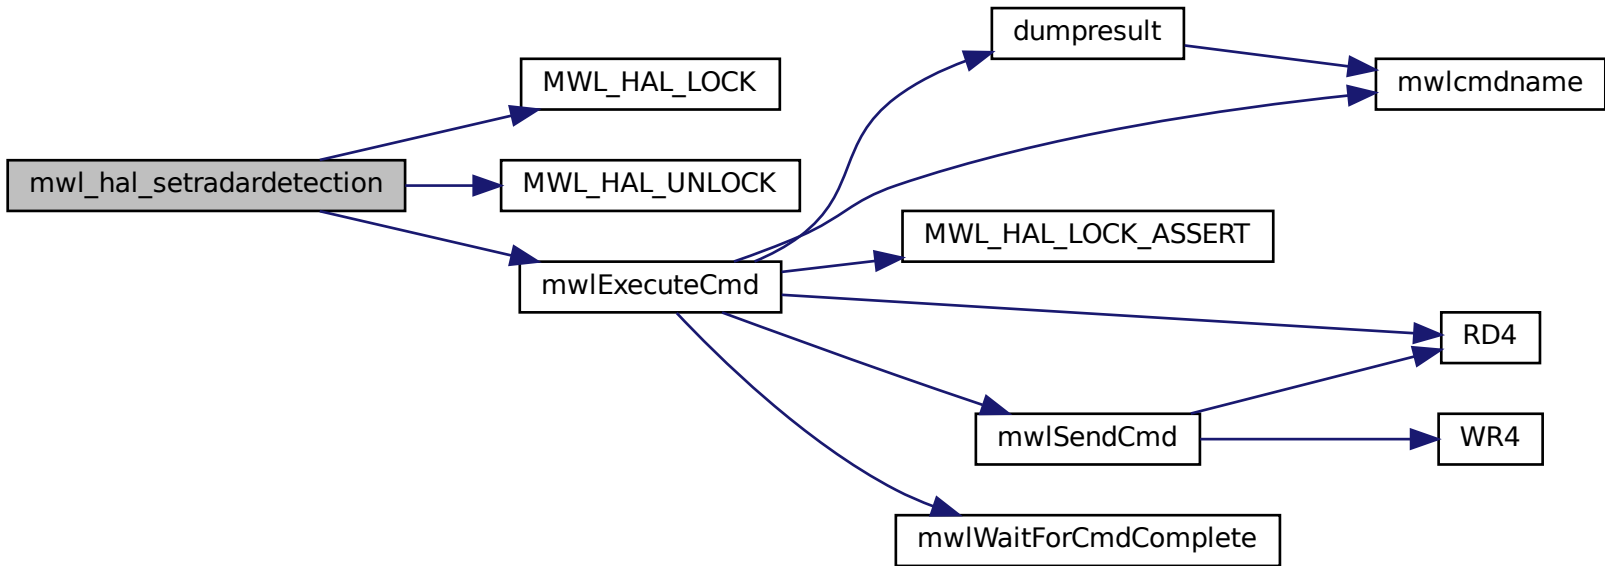 dumpresult
MWL_HAL_LOCK
mwlcmdname
mwl_hal_setradardetection
MWL_HAL_UNLOCK
MWL_HAL_LOCK_ASSERT
mwlExecuteCmd
RD4
mwlSendCmd
WR4
mwlWaitForCmdComplete